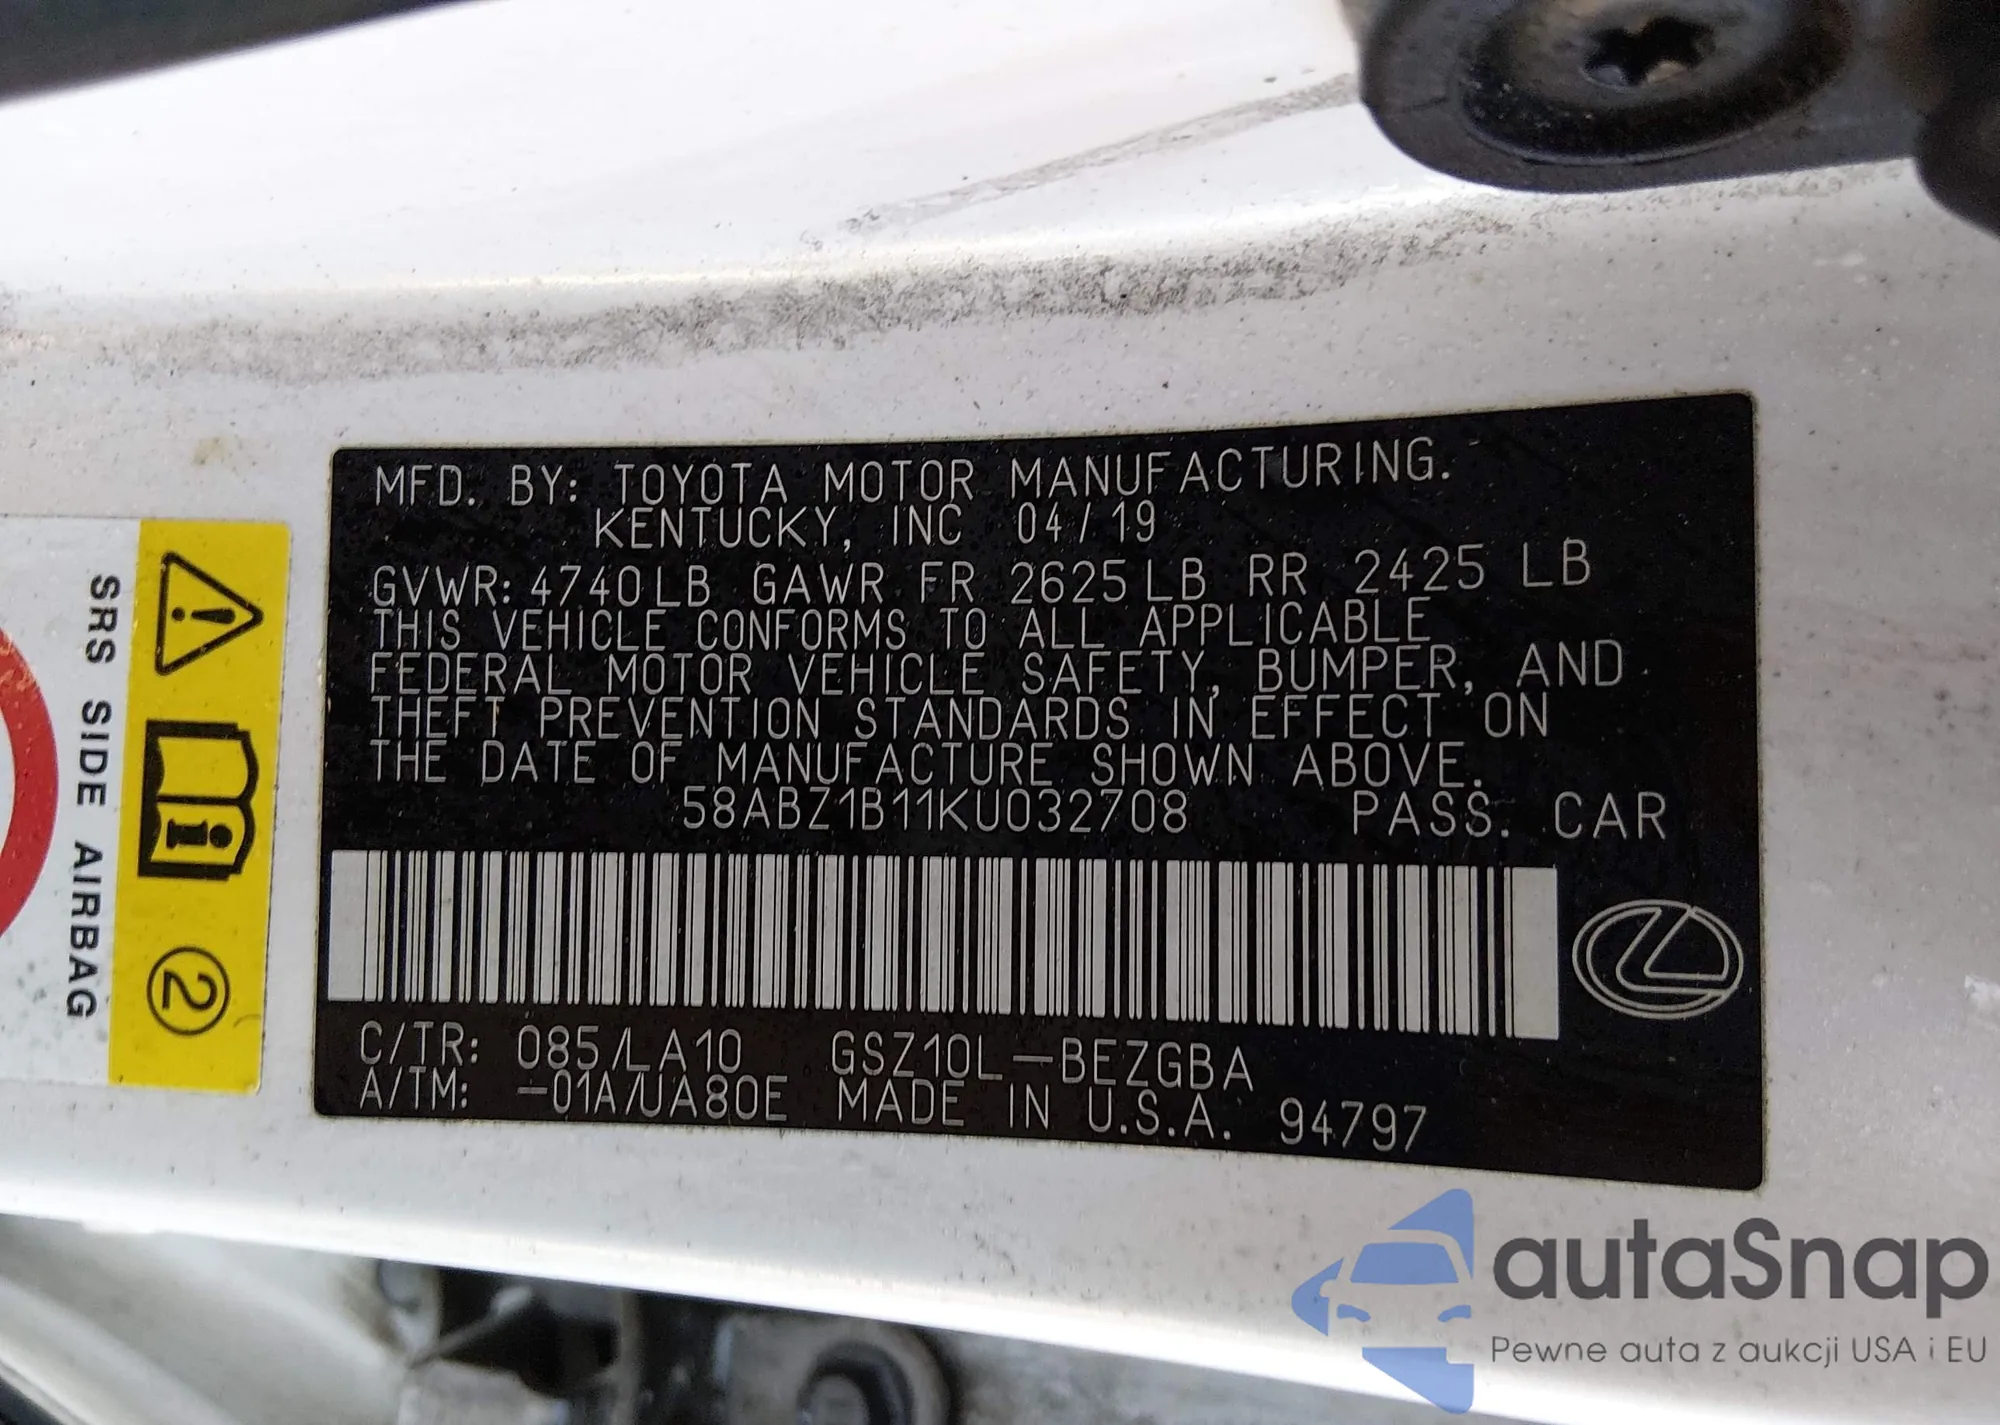 MFD. BY: TOYOTA MOTOR MANUFACTURING.
KENTUCKY, INC 04/19
GVWR: 4740LB GAWR FR 2625LB RR 2425 LB
THIS VEHICLE CONFORMS TO ALL APPLICABLE
FEDERAL MOTOR VEHICLE SAFETY, BUMPER, AND
THEFT PREVENTION STANDARDS IN EFFECT ON
THE DATE OF MANUFACTURE SHOWN ABOVE.
58ABZ1B11KU032708 PASS. CAR
C/TR: 085/LA10 GSZ10L-BEZGBA
A/TM: -01A/UA80E MADE IN U.S.A. 94797
SRS SIDE AIRBAG
2
autaSnap
Pewne auta z aukcji USA i EU